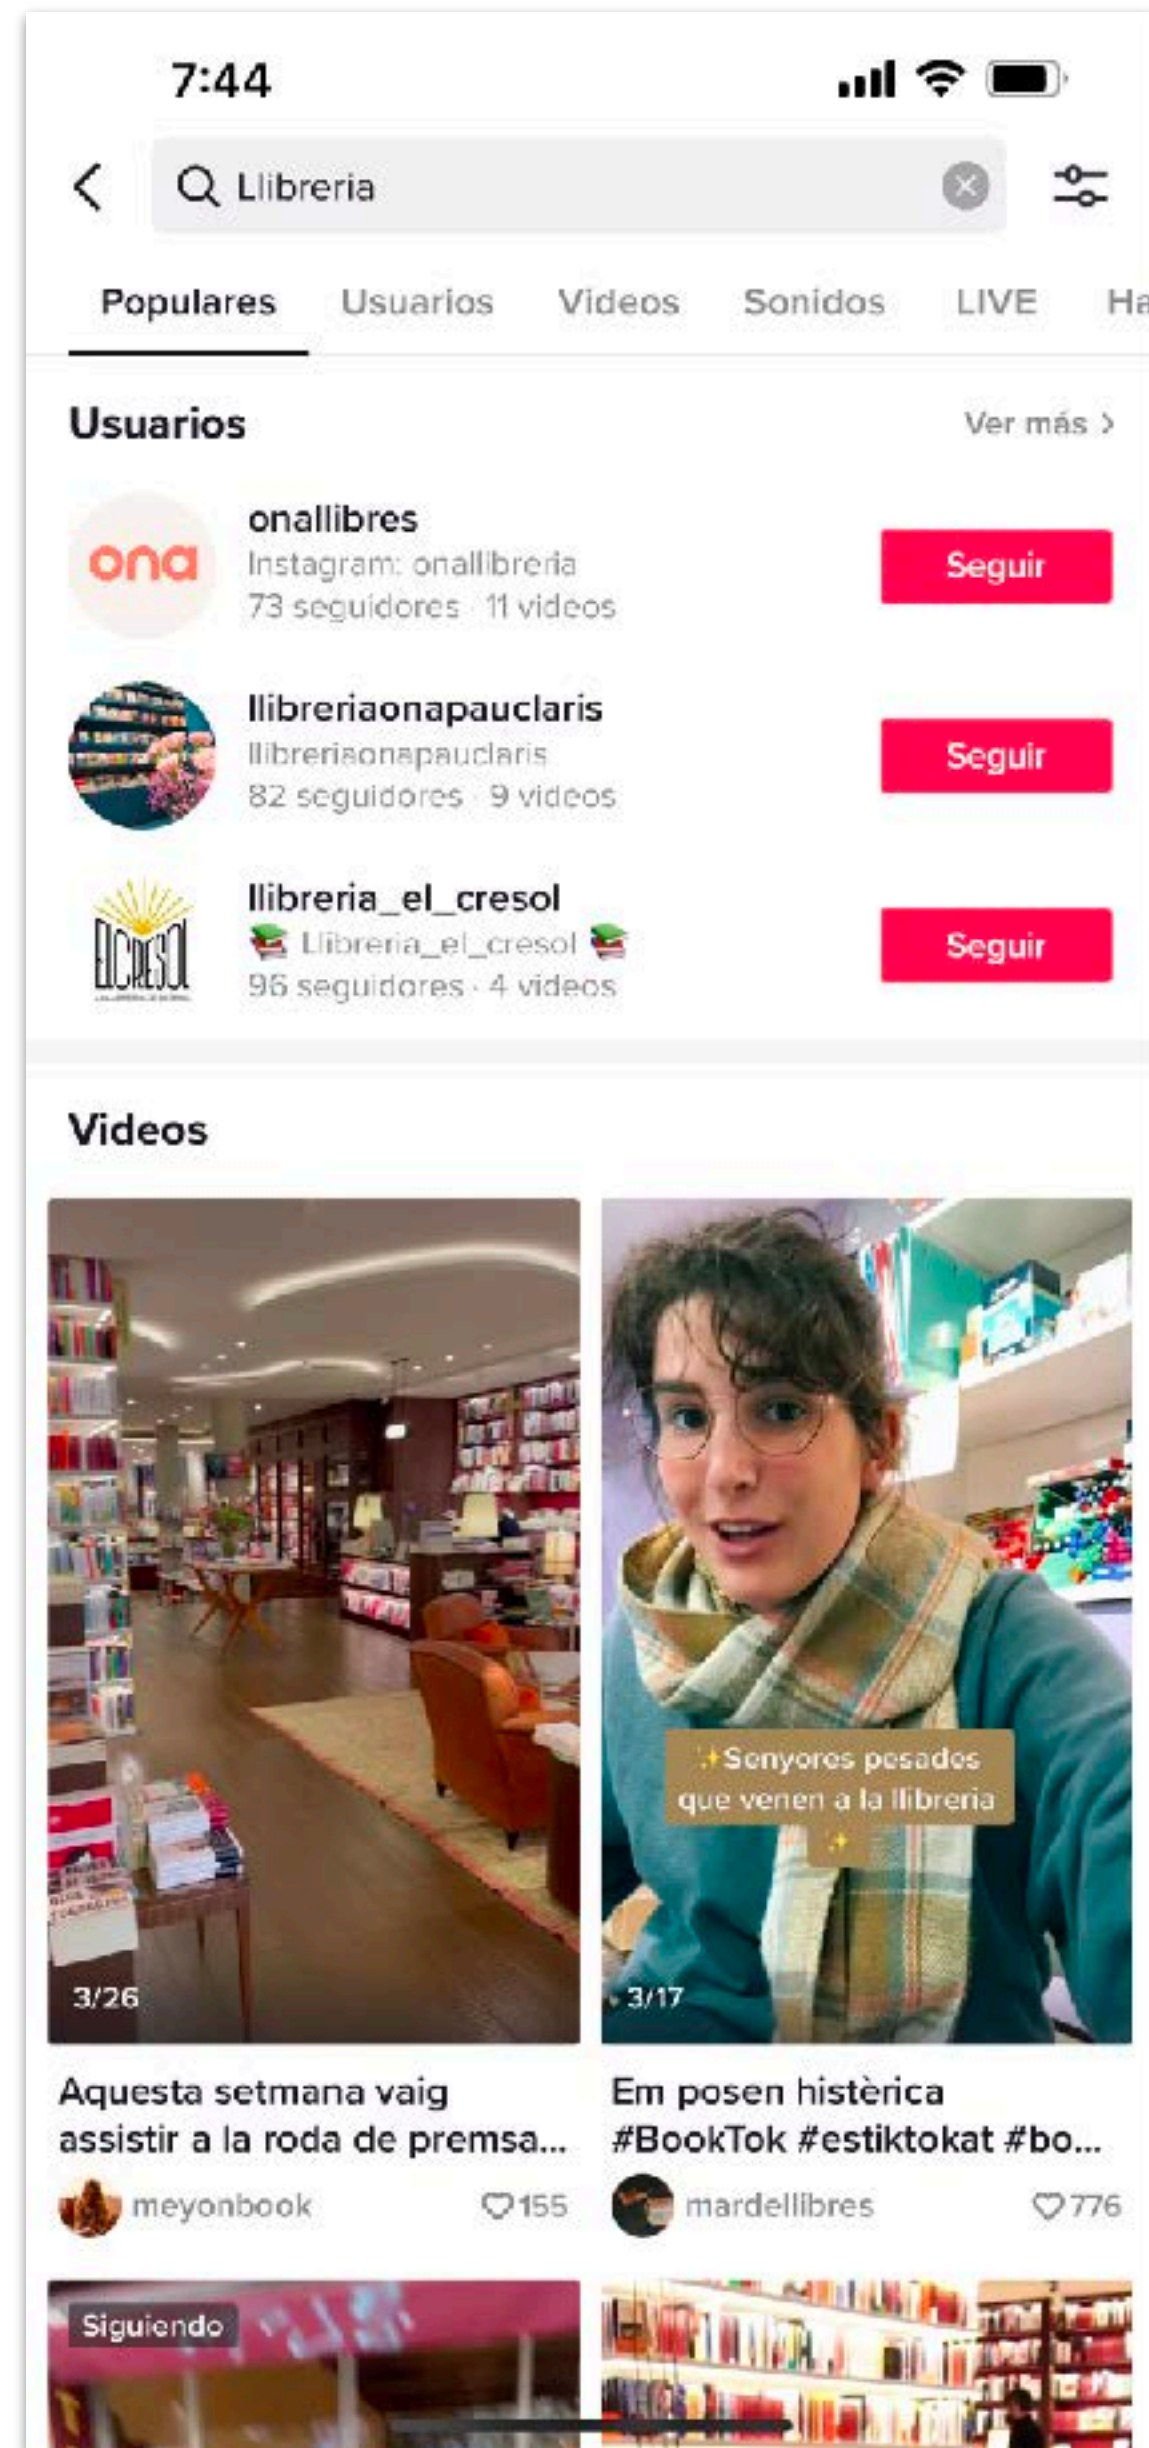 7:44
Llibreria
Populares Usuarios Videos Sonidos LIVE Ha
Usuarios Ver más >
ona
onallibres
Instagram: onallibreria
73 seguidores · 11 videos
Seguir
llibreriaonapauclaris
llibreriaonapauclaris
82 seguidores · 9 videos
Seguir
ELCRESOL
llibreria_el_cresol
📚 Llibreria_el_cresol 📚
96 seguidores · 4 videos
Seguir
Videos
3/26
Aquesta setmana vaig
assistir a la roda de premsa...
meyonbook ♡155
✨Senyores pesades
que venen a la llibreria
✨
3/17
Em posen histèrica
#BookTok #estiktokat #bo...
mardellibres ♡776
Siguiendo